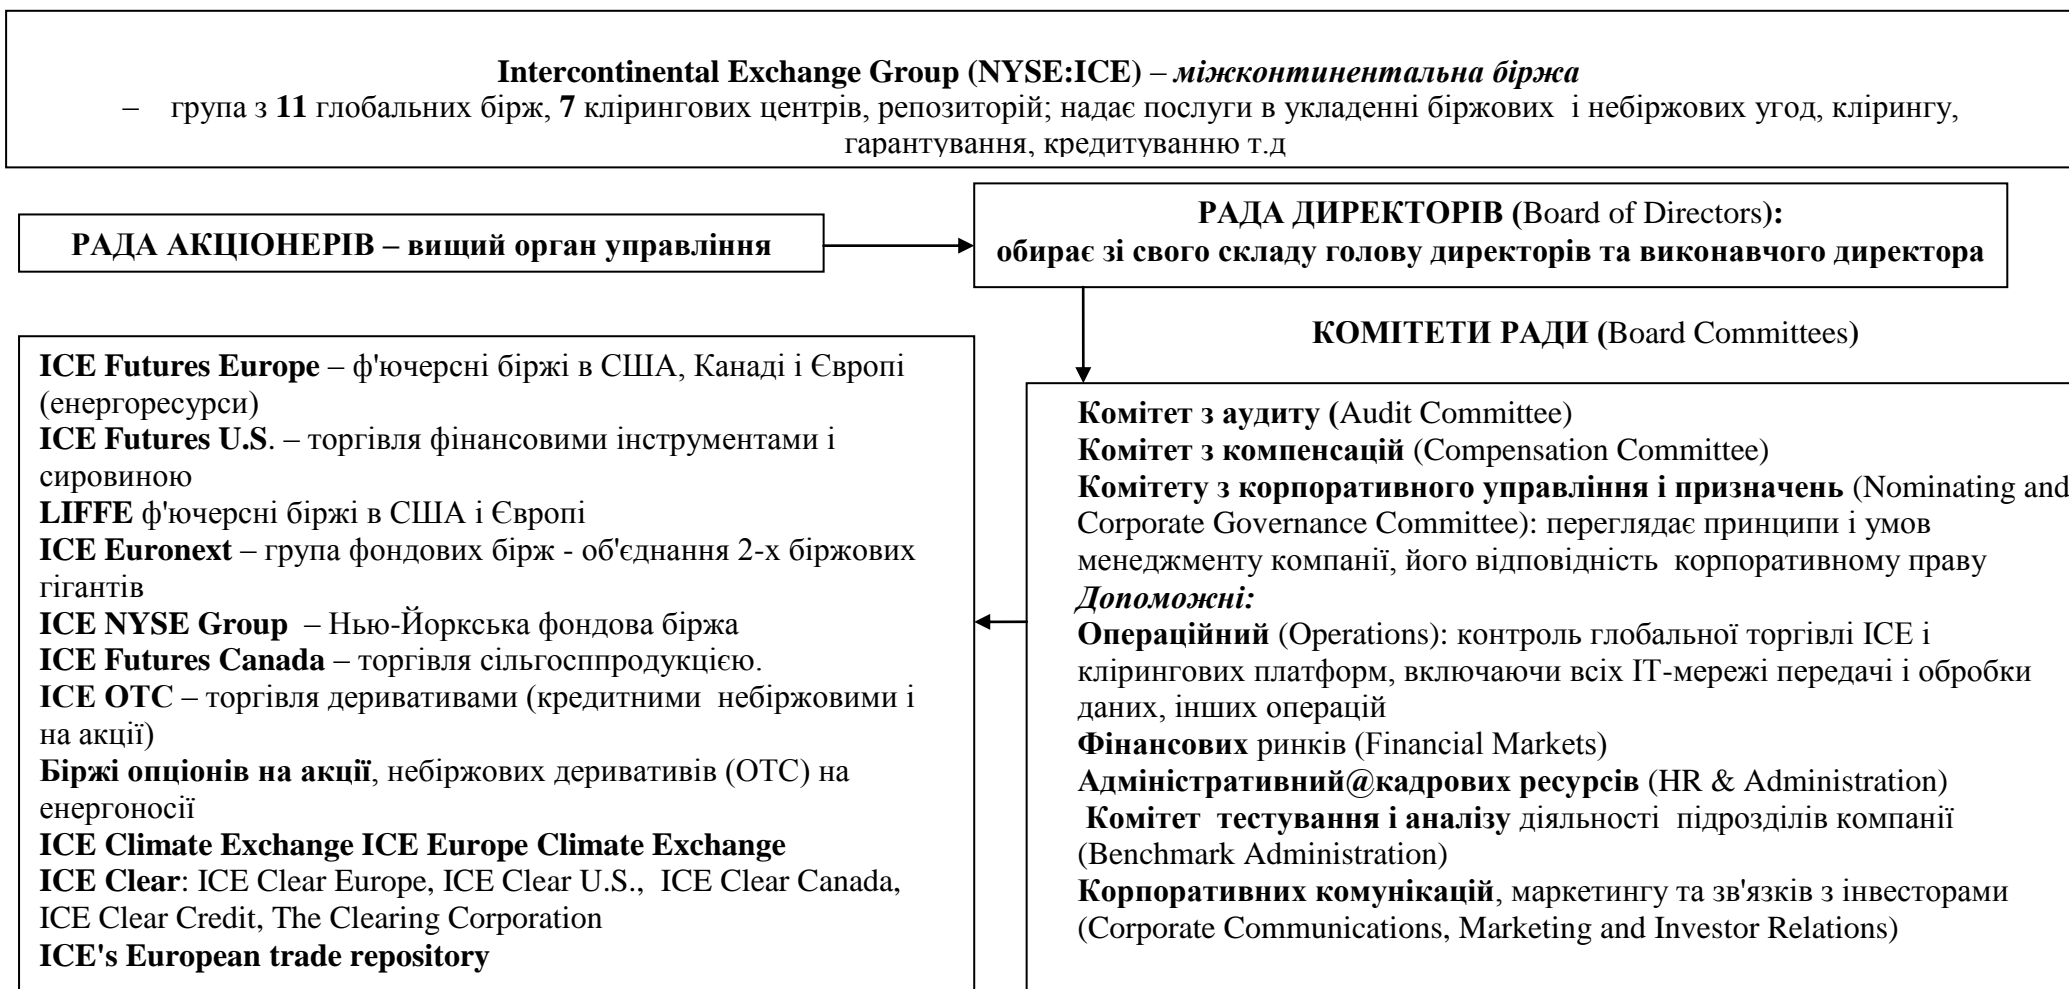 Intercontinental Exchange Group (NYSE:ICE) – міжконтинентальна біржа
– група з 11 глобальних бірж, 7 клірингових центрів, репозиторій; надає послуги в укладенні біржових і небіржових угод, клірингу,
гарантування, кредитуванню т.д
РАДА АКЦІОНЕРІВ – вищий орган управління
РАДА ДИРЕКТОРІВ (Board of Directors):
обирає зі свого складу голову директорів та виконавчого директора
ICE Futures Europe – ф'ючерсні біржі в США, Канаді і Європі
(енергоресурси)
ICE Futures U.S. – торгівля фінансовими інструментами і
сировиною
LIFFE ф'ючерсні біржі в США і Європі
ICE Euronext – група фондових бірж - об'єднання 2-х біржових
гігантів
ICE NYSE Group – Нью-Йоркська фондова біржа
ICE Futures Canada – торгівля сільгосппродукцією.
ICE OTC – торгівля деривативами (кредитними небіржовими і
на акції)
Біржі опціонів на акції, небіржових деривативів (ОТС) на
енергоносії
ICE Climate Exchange ICE Europe Climate Exchange
ICE Clear: ICE Clear Europe, ICE Clear U.S., ICE Clear Canada,
ICE Clear Credit, The Clearing Corporation
ICE's European trade repository
КОМІТЕТИ РАДИ (Board Committees)
Комітет з аудиту (Audit Committee)
Комітет з компенсацій (Compensation Committee)
Комітету з корпоративного управління і призначень (Nominating and
Corporate Governance Committee): переглядає принципи і умов
менеджменту компанії, його відповідність корпоративному праву
Допоможні:
Операційний (Operations): контроль глобальної торгівлі ICE і
клірингових платформ, включаючи всіх ІТ-мережі передачі і обробки
даних, інших операцій
Фінансових ринків (Financial Markets)
Адміністративний@кадрових ресурсів (HR & Administration)
Комітет тестування і аналізу діяльності підрозділів компанії
(Benchmark Administration)
Корпоративних комунікацій, маркетингу та зв'язків з інвесторами
(Corporate Communications, Marketing and Investor Relations)